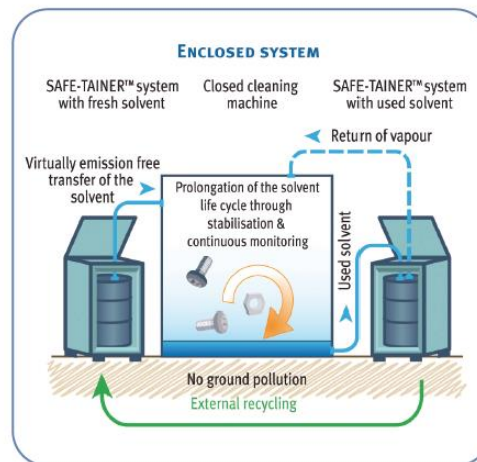 ENCLOSED SYSTEM
SAFE-TAINER™ system
with fresh solvent
Closed cleaning
machine
SAFE-TAINER™ system
with used solvent
Return of vapour
Virtually emission free
transfer of the
solvent
Prolongation of the solvent
life cycle through
stabilisation &
continuous monitoring
Used solvent
No ground pollution
External recycling